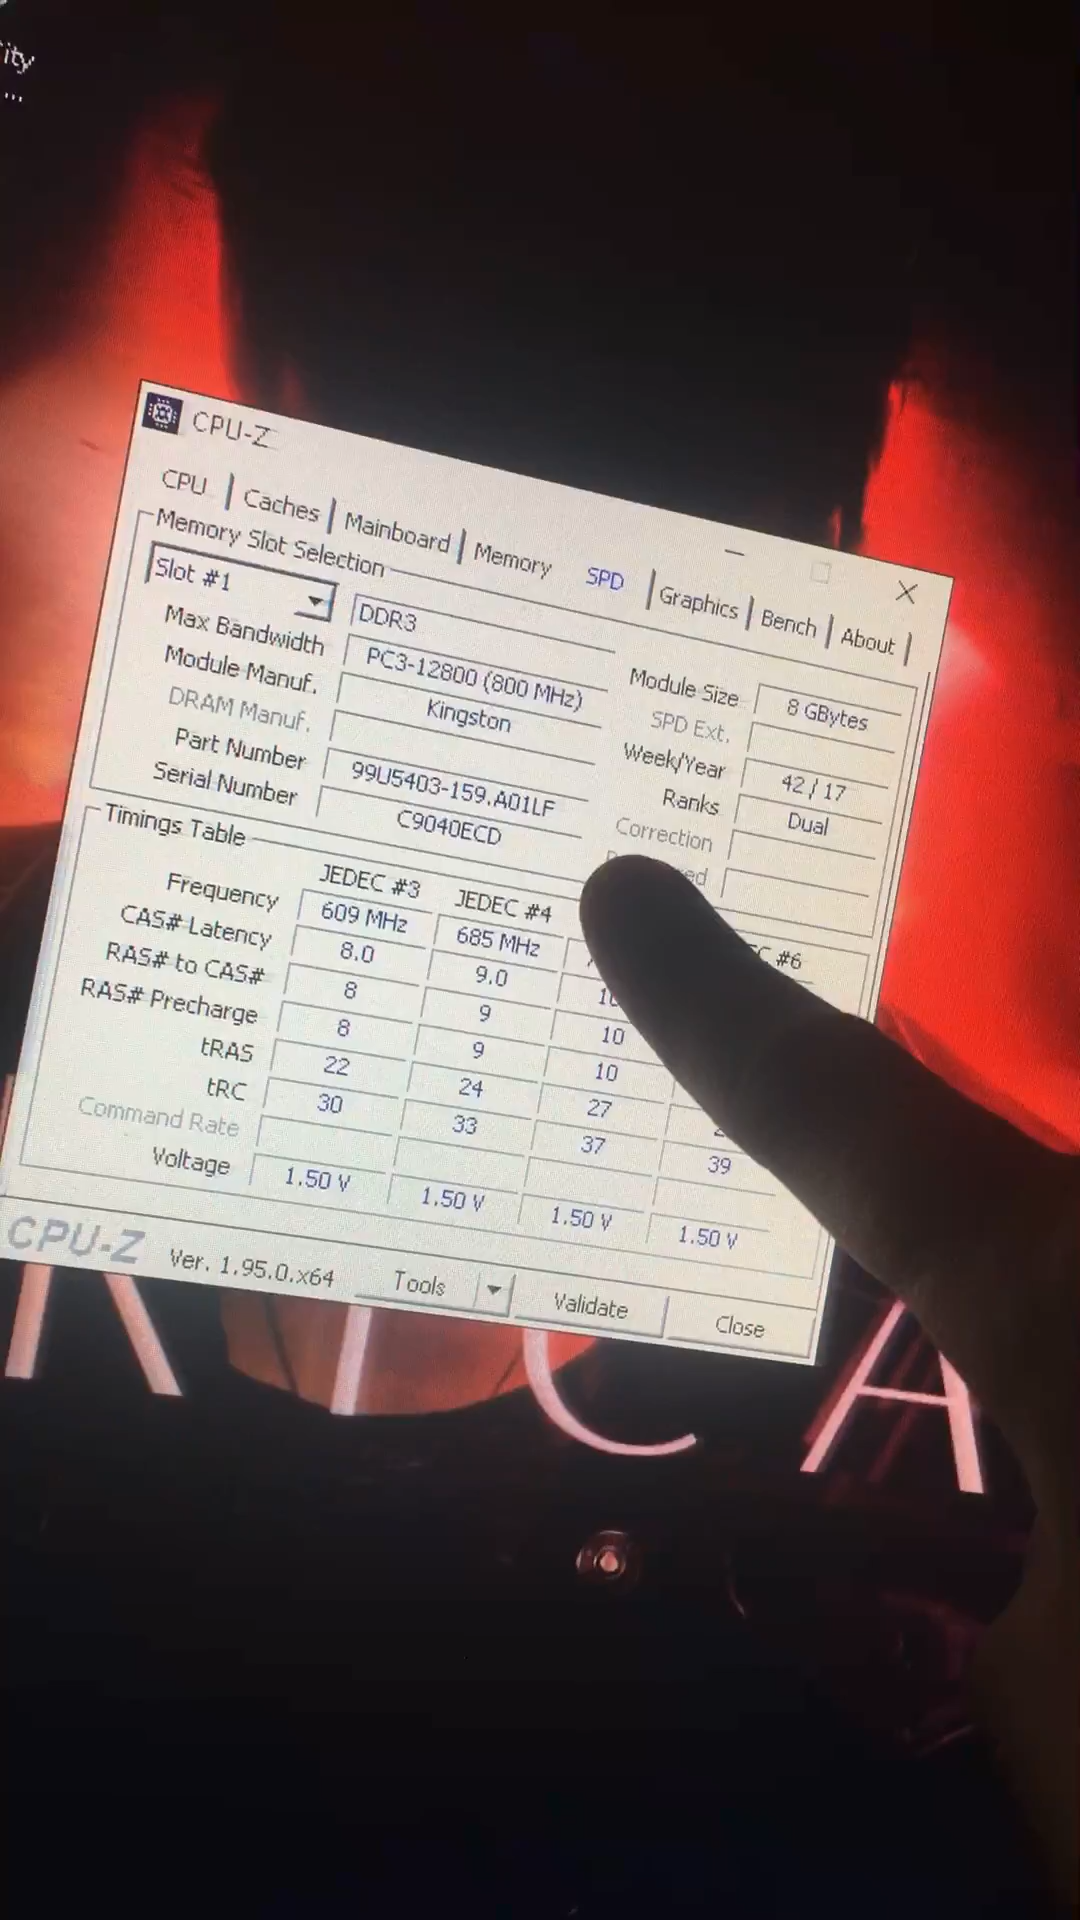 ity
...
CPU-Z
CPU Caches Mainboard Memory SPD Graphics Bench About
Memory Slot Selection
Slot #1 DDR3
Max Bandwidth PC3-12800 (800 MHz)
Module Manuf. Kingston
DRAM Manuf.
Part Number 99U5403-159.A01LF
Serial Number C9040ECD
Module Size 8 GBytes
SPD Ext.
Week/Year 42 / 17
Ranks Dual
Correction
Timings Table
JEDEC #3 JEDEC #4 #6
Frequency 609 MHz 685 MHz
CAS# Latency 8.0 9.0
RAS# to CAS# 8 9 10
RAS# Precharge 8 9 10
tRAS 22 24 27
tRC 30 33 37 39
Command Rate
Voltage 1.50 V 1.50 V 1.50 V 1.50 V
CPU-Z Ver. 1.95.0.x64 Tools Validate Close